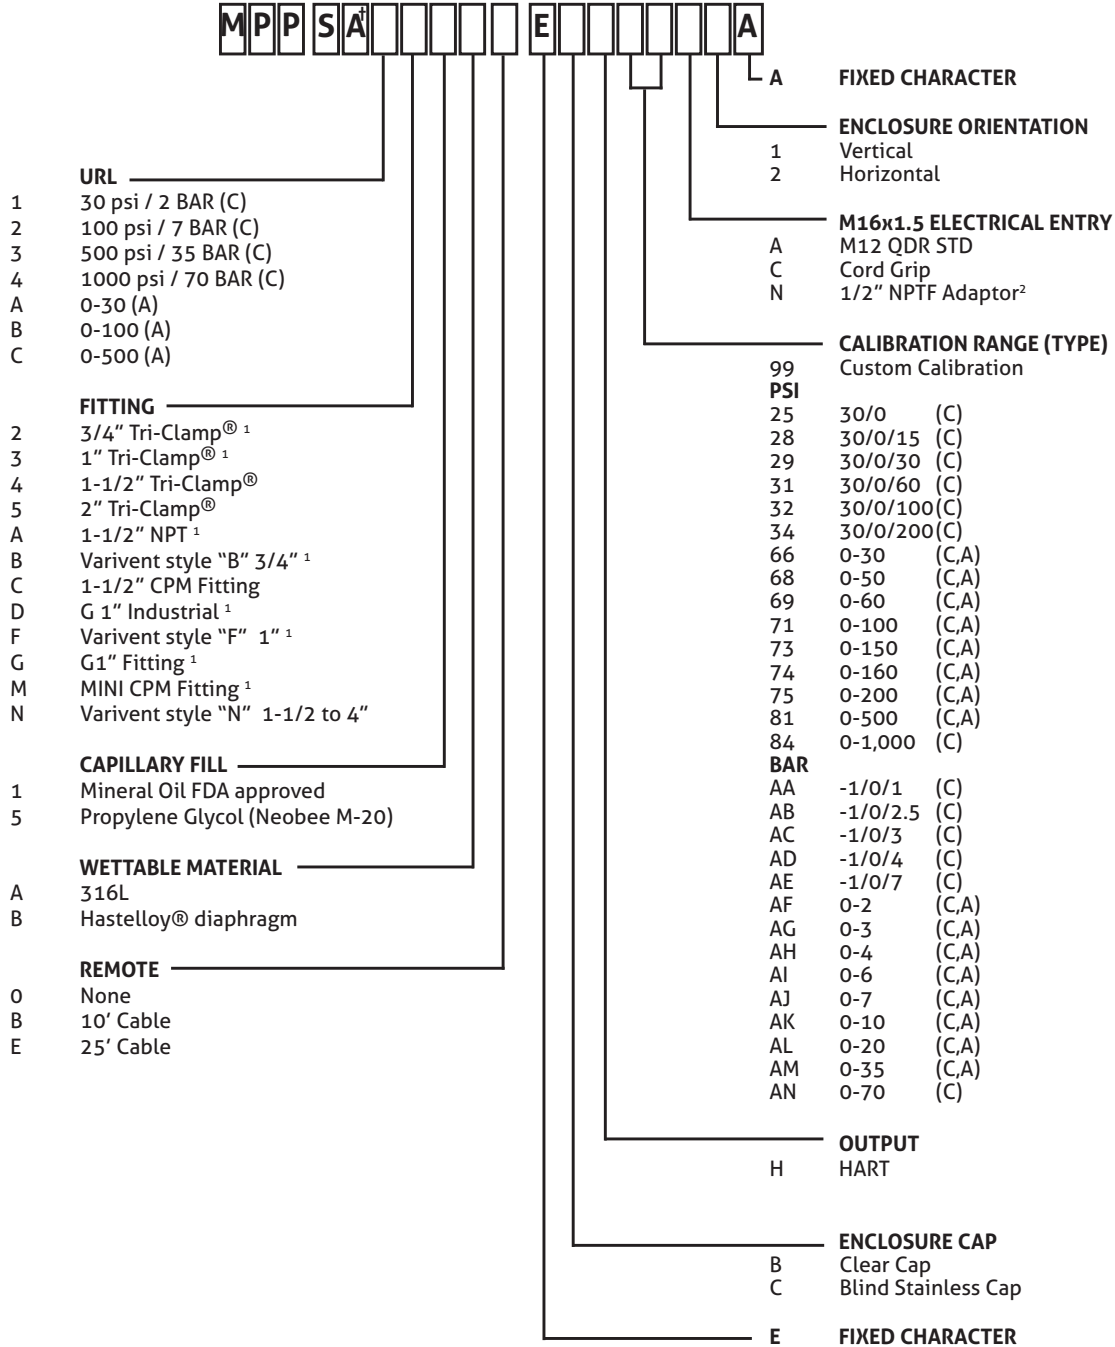 MPP SA† E A
URL
1 30 psi / 2 BAR (C)
2 100 psi / 7 BAR (C)
3 500 psi / 35 BAR (C)
4 1000 psi / 70 BAR (C)
A 0-30 (A)
B 0-100 (A)
C 0-500 (A)
FITTING
2 3/4" Tri-Clamp® ¹
3 1" Tri-Clamp® ¹
4 1-1/2" Tri-Clamp®
5 2" Tri-Clamp®
A 1-1/2" NPT ¹
B Varivent style "B" 3/4" ¹
C 1-1/2" CPM Fitting
D G 1" Industrial ¹
F Varivent style "F" 1" ¹
G G1" Fitting ¹
M MINI CPM Fitting ¹
N Varivent style "N" 1-1/2 to 4"
CAPILLARY FILL
1 Mineral Oil FDA approved
5 Propylene Glycol (Neobee M-20)
WETTABLE MATERIAL
A 316L
B Hastelloy® diaphragm
REMOTE
0 None
B 10' Cable
E 25' Cable
A FIXED CHARACTER
ENCLOSURE ORIENTATION
1 Vertical
2 Horizontal
M16x1.5 ELECTRICAL ENTRY
A M12 QDR STD
C Cord Grip
N 1/2" NPTF Adaptor²
CALIBRATION RANGE (TYPE)
99 Custom Calibration
PSI
25 30/0 (C)
28 30/0/15 (C)
29 30/0/30 (C)
31 30/0/60 (C)
32 30/0/100 (C)
34 30/0/200 (C)
66 0-30 (C,A)
68 0-50 (C,A)
69 0-60 (C,A)
71 0-100 (C,A)
73 0-150 (C,A)
74 0-160 (C,A)
75 0-200 (C,A)
81 0-500 (C,A)
84 0-1,000 (C)
BAR
AA -1/0/1 (C)
AB -1/0/2.5 (C)
AC -1/0/3 (C)
AD -1/0/4 (C)
AE -1/0/7 (C)
AF 0-2 (C,A)
AG 0-3 (C,A)
AH 0-4 (C,A)
AI 0-6 (C,A)
AJ 0-7 (C,A)
AK 0-10 (C,A)
AL 0-20 (C,A)
AM 0-35 (C,A)
AN 0-70 (C)
OUTPUT
H HART
ENCLOSURE CAP
B Clear Cap
C Blind Stainless Cap
E FIXED CHARACTER